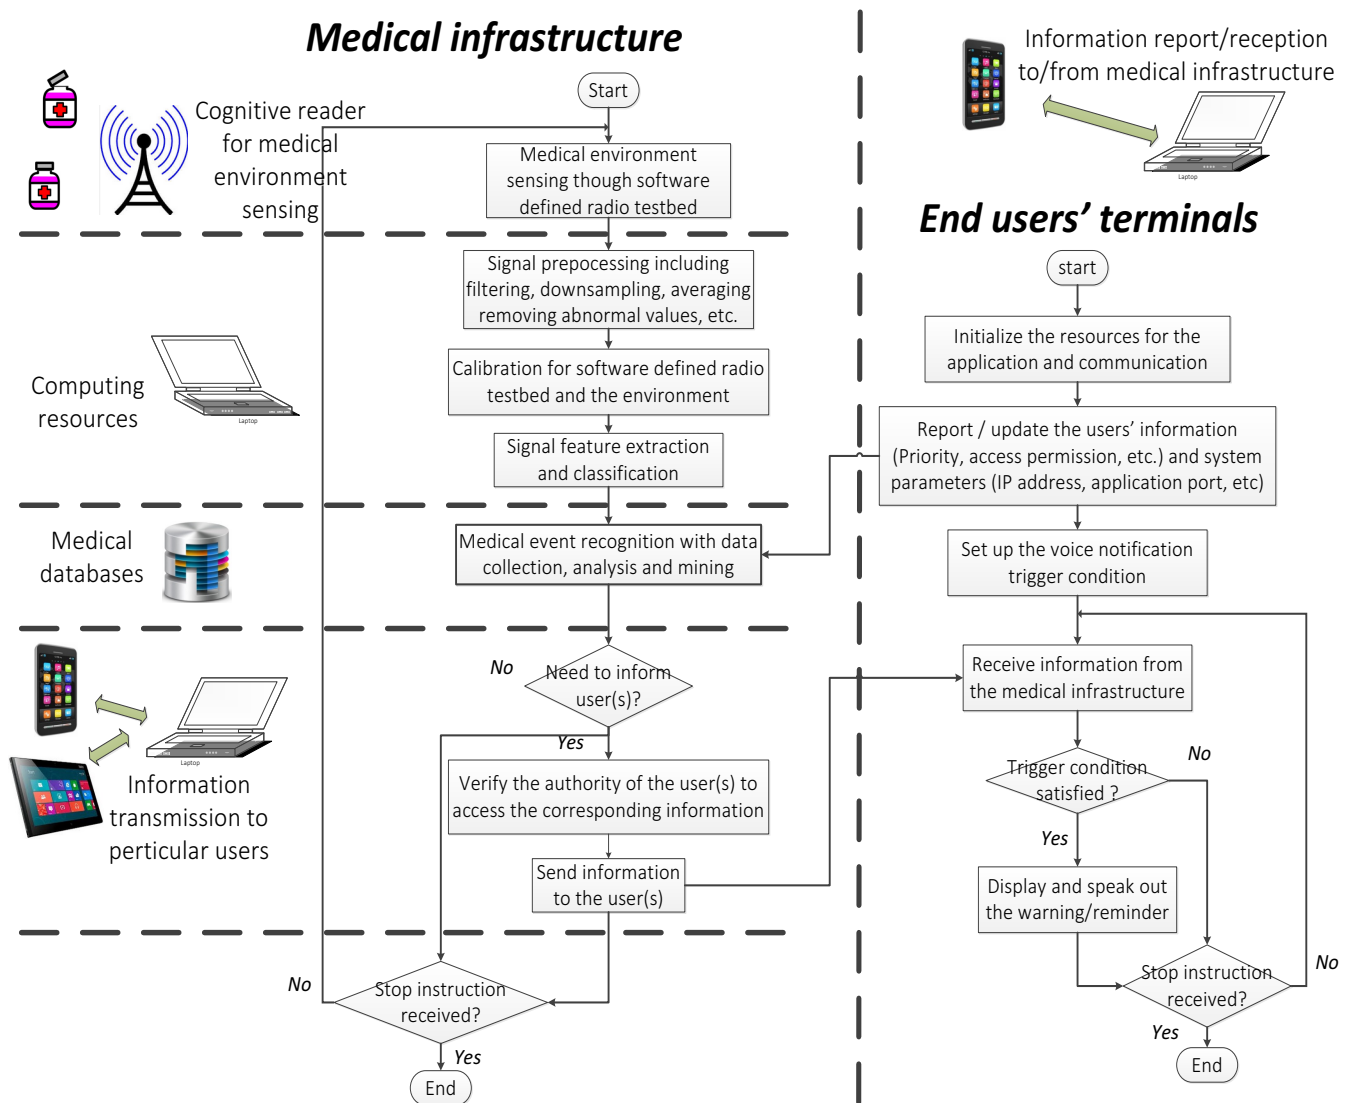 Medical infrastructure
Cognitive reader
for medical
environment
sensing
Start
Medical environment
sensing though software
defined radio testbed
Signal prepocessing including
filtering, downsampling, averaging
removing abnormal values, etc.
Computing
resources
Laptop
Calibration for software defined radio
testbed and the environment
Signal feature extraction
and classification
Medical
databases
Medical event recognition with data
collection, analysis and mining
No
Need to inform
user(s)?
Yes
Laptop
Information
transmission to
perticular users
Verify the authority of the user(s) to
access the corresponding information
Send information
to the user(s)
No
Stop instruction
received?
Yes
End
Information report/reception
to/from medical infrastructure
Laptop
End users’ terminals
start
Initialize the resources for the
application and communication
Report / update the users’ information
(Priority, access permission, etc.) and system
parameters (IP address, application port, etc)
Set up the voice notification
trigger condition
Receive information from
the medical infrastructure
No
Trigger condition
satisfied ?
Yes
Display and speak out
the warning/reminder
No
Stop instruction
received?
Yes
End